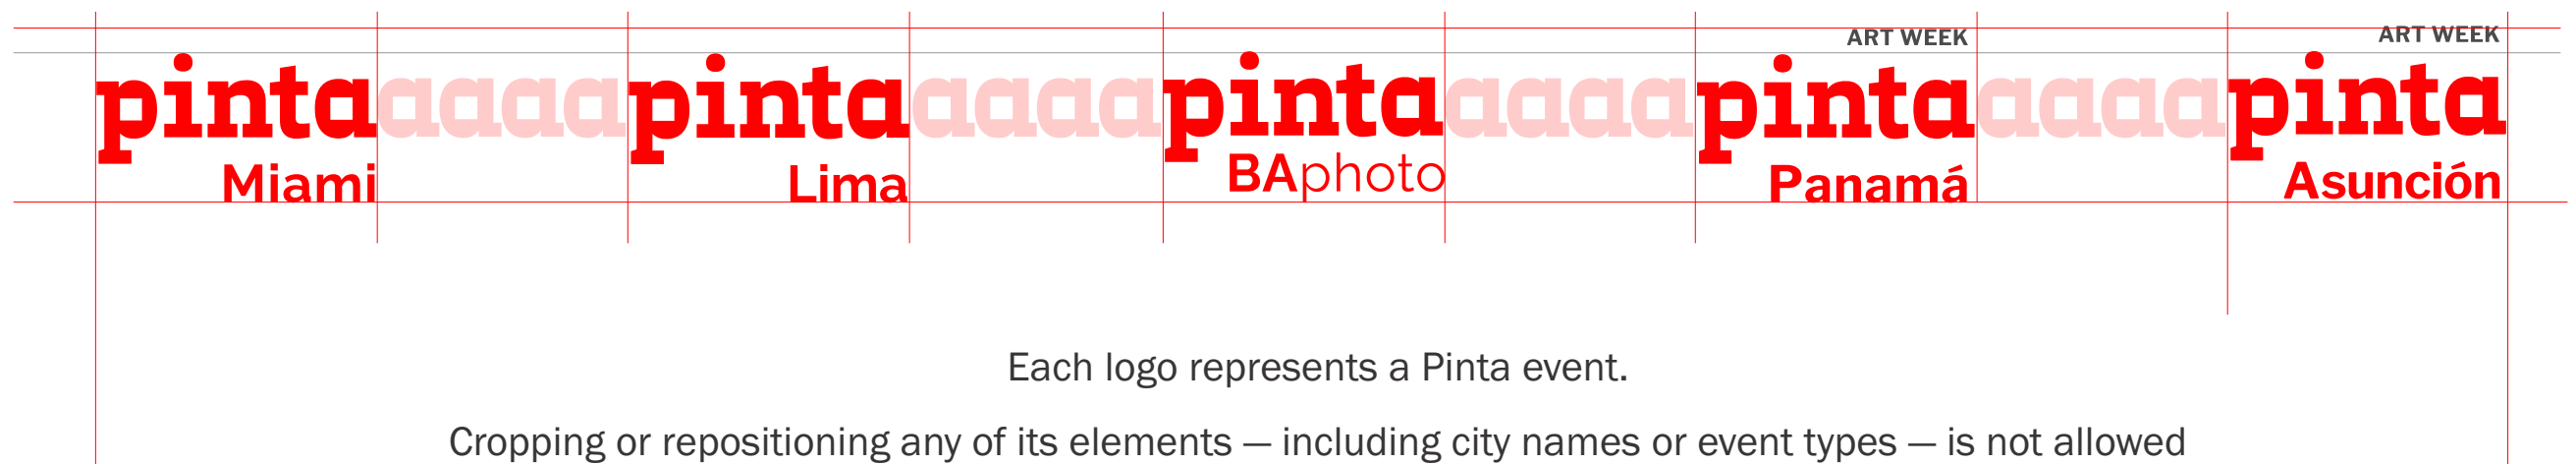 ART WEEK ART WEEK
pinta aaaa pinta aaaa pinta aaaa pinta aaaa pinta
Miami Lima BAphoto Panamá Asunción
Each logo represents a Pinta event.
Cropping or repositioning any of its elements — including city names or event types — is not allowed